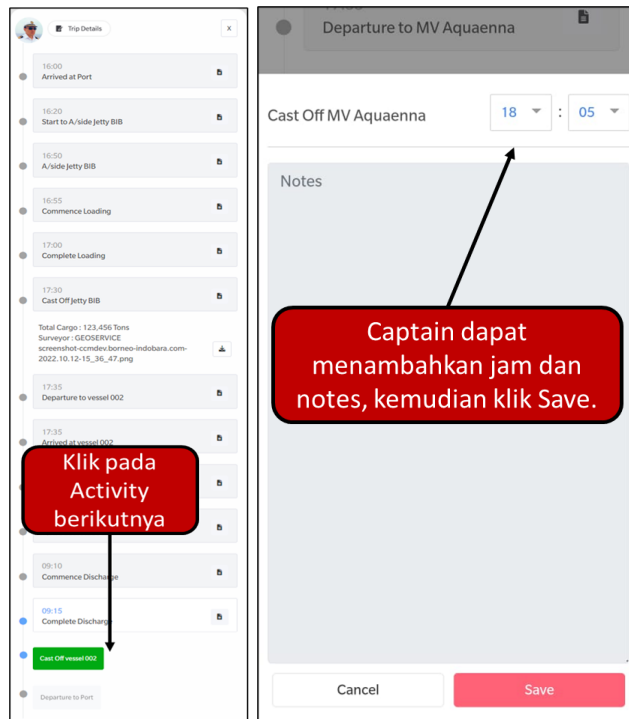 Trip Details
X
16:00
Arrived at Port
16:20
Start to A/side Jetty BIB
16:50
A/side Jetty BIB
16:55
Commence Loading
17:00
Complete Loading
17:30
Cast Off Jetty BIB
Total Cargo : 123,456 Tons
Surveyor : GEOSERVICE
screenshot-ccmdev.borneo-indobara.com-
2022.10.12-15_36_47.png
17:35
Departure to vessel 002
17:35
Arrived at vessel 002
Klik pada
Activity
berikutnya
09:10
Commence Discharge
09:15
Complete Discharge
Cast Off vessel 002
Departure to Port
Departure to MV Aquaenna
Cast Off MV Aquaenna
18 : 05
Notes
Captain dapat
menambahkan jam dan
notes, kemudian klik Save.
Cancel
Save